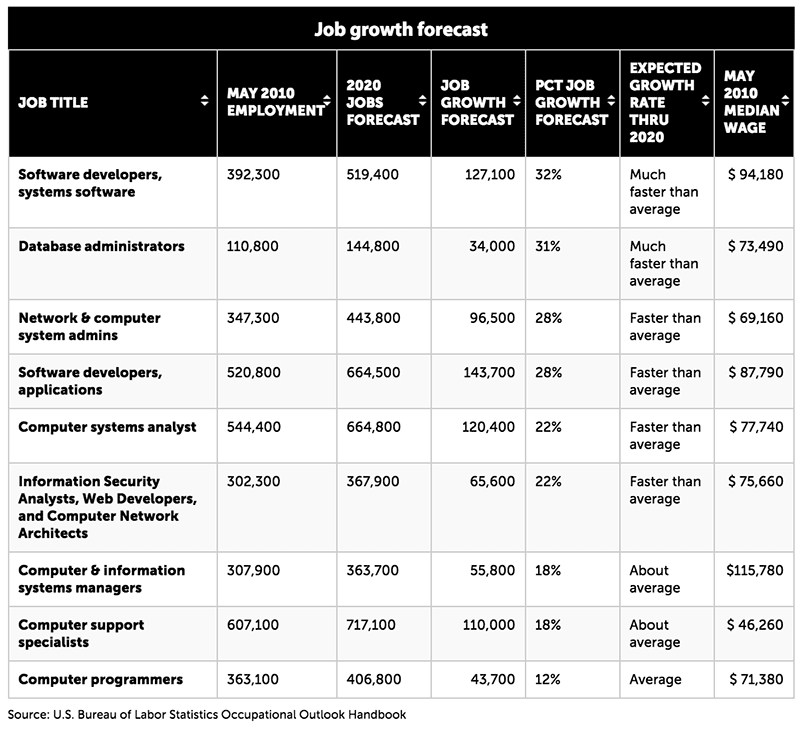 Job growth forecast
JOB TITLE
MAY 2010
EMPLOYMENT
2020
JOBS
FORECAST
JOB
GROWTH
FORECAST
PCT JOB
GROWTH
FORECAST
EXPECTED
GROWTH
RATE
THRU
2020
MAY
2010
MEDIAN
WAGE
Software developers,
systems software
392,300
519,400
127,100
32%
Much
faster than
average
$ 94,180
Database administrators
110,800
144,800
34,000
31%
Much
faster than
average
$ 73,490
Network & computer
system admins
347,300
443,800
96,500
28%
Faster than
average
$ 69,160
Software developers,
applications
520,800
664,500
143,700
28%
Faster than
average
$ 87,790
Computer systems analyst
544,400
664,800
120,400
22%
Faster than
average
$ 77,740
Information Security
Analysts, Web Developers,
and Computer Network
Architects
302,300
367,900
65,600
22%
Faster than
average
$ 75,660
Computer & information
systems managers
307,900
363,700
55,800
18%
About
average
$115,780
Computer support
specialists
607,100
717,100
110,000
18%
About
average
$ 46,260
Computer programmers
363,100
406,800
43,700
12%
Average
$ 71,380
Source: U.S. Bureau of Labor Statistics Occupational Outlook Handbook